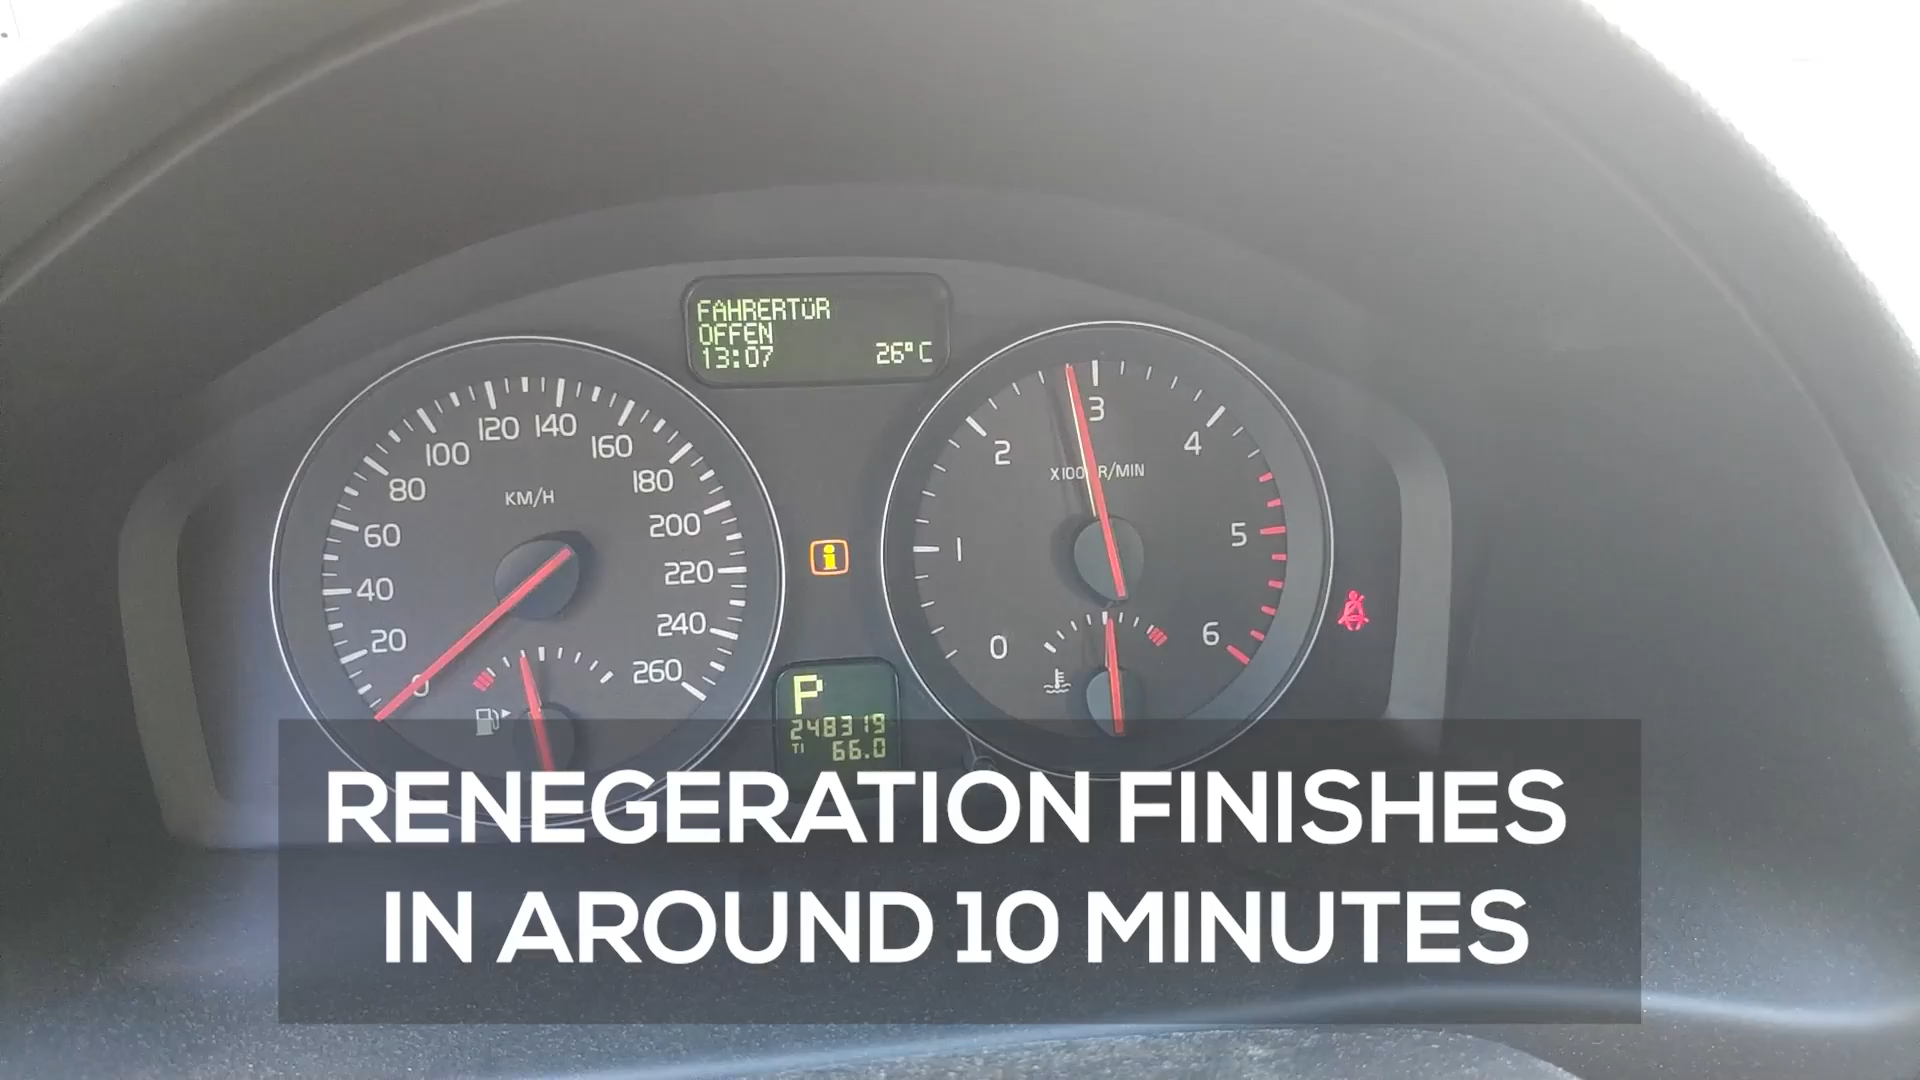 FAHRERTÜR
OFFEN
13:07 26°C
0 20 40 60 80 100 120 140 160 180 200 220 240 260
KM/H
0 1 2 3 4 5 6
R/MIN
P
248319
T1 66.0
RENEGERATION FINISHES
IN AROUND 10 MINUTES